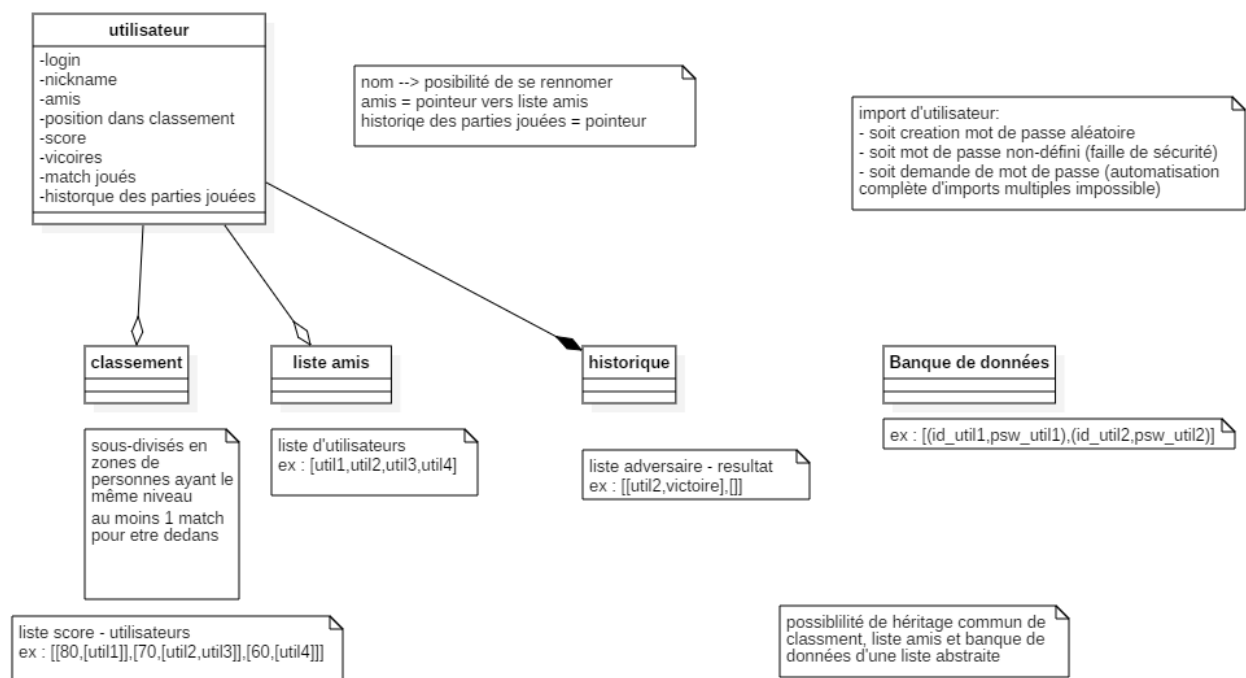 utilisateur
-login
-nickname
-amis
-position dans classement
-score
-vicoires
-match joués
-historque des parties jouées
nom --> posibilité de se rennomer
amis = pointeur vers liste amis
historiqe des parties jouées = pointeur
import d'utilisateur:
- soit creation mot de passe aléatoire
- soit mot de passe non-défini (faille de sécurité)
- soit demande de mot de passe (automatisation
complète d'imports multiples impossible)
classement
liste amis
historique
Banque de données
sous-divisés en
zones de
personnes ayant le
même niveau
au moins 1 match
pour etre dedans
liste d'utilisateurs
ex : [util1,util2,util3,util4]
liste adversaire - resultat
ex : [[util2,victoire],[]]
ex : [(id_util1,psw_util1),(id_util2,psw_util2)]
liste score - utilisateurs
ex : [[80,[util1]],[70,[util2,util3]],[60,[util4]]]
possiblilité de héritage commun de
classment, liste amis et banque de
données d'une liste abstraite